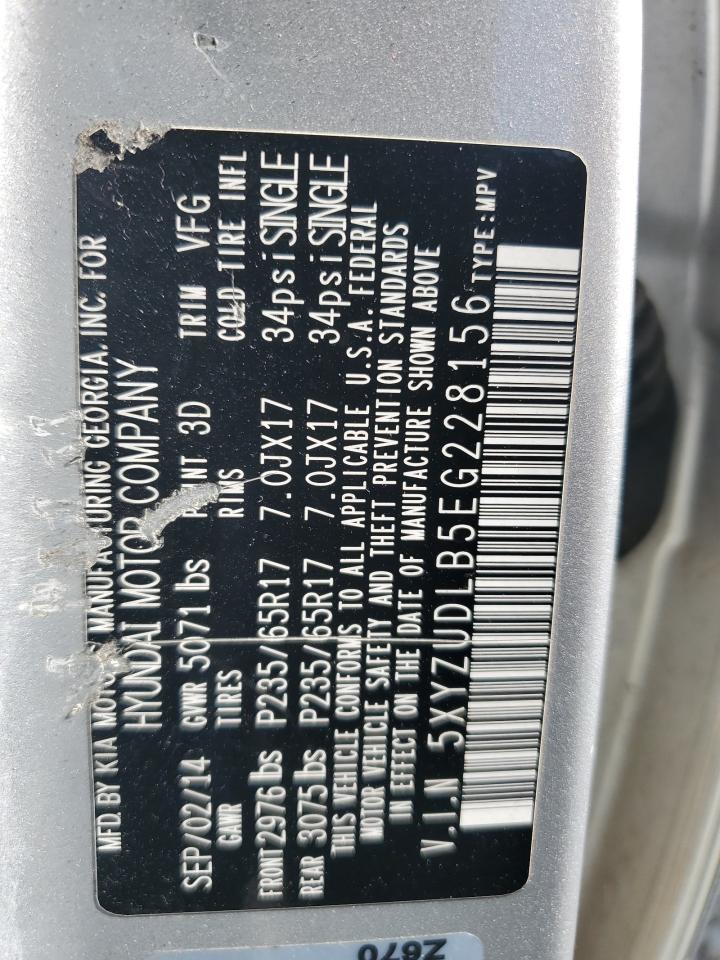 MFD. BY KIA MOTORS MANUFACTURING GEORGIA, INC. FOR
HYUNDAI MOTOR COMPANY
SEP/02/14 GVWR 5071 lbs PAINT 3D TRIM VFG
GAWR TIRES RIMS COLD TIRE INFL
FRONT 2976 lbs P235/65R17 7.0JX17 34psi SINGLE
REAR 3075 lbs P235/65R17 7.0JX17 34psi SINGLE
THIS VEHICLE CONFORMS TO ALL APPLICABLE U.S.A. FEDERAL
MOTOR VEHICLE SAFETY AND THEFT PREVENTION STANDARDS
IN EFFECT ON THE DATE OF MANUFACTURE SHOWN ABOVE
V.I.N 5XYZUDLB5EG228156 TYPE:MPV
Z670